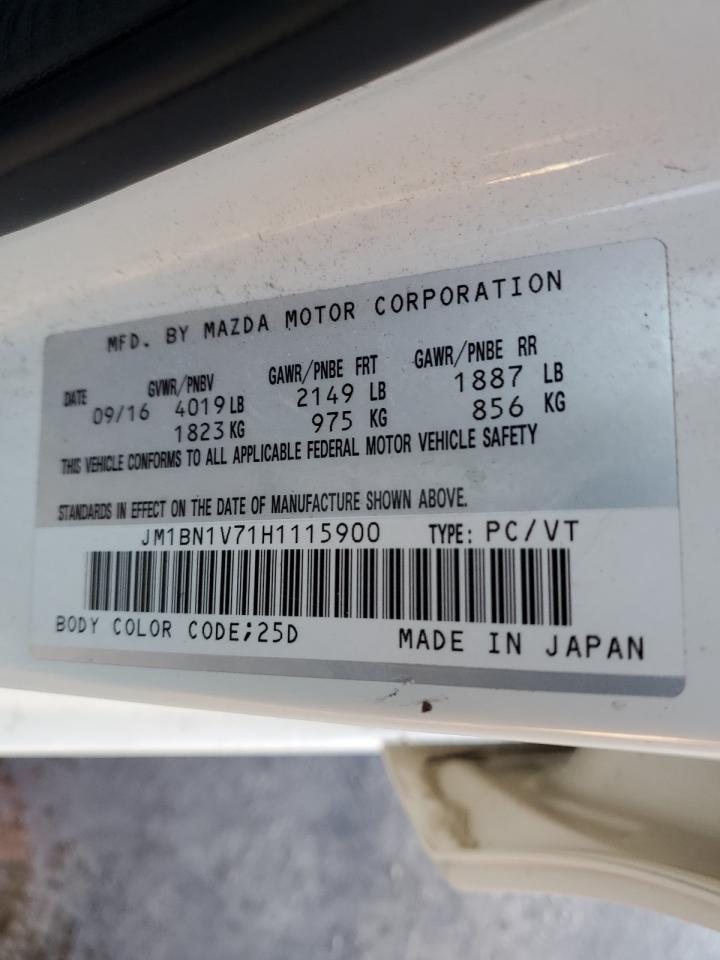 MFD. BY MAZDA MOTOR CORPORATION
DATE GVWR/PNBV GAWR/PNBE FRT GAWR/PNBE RR
09/16 4019 LB 2149 LB 1887 LB
1823 KG 975 KG 856 KG
THIS VEHICLE CONFORMS TO ALL APPLICABLE FEDERAL MOTOR VEHICLE SAFETY
STANDARDS IN EFFECT ON THE DATE OF MANUFACTURE SHOWN ABOVE.
JM1BN1V71H1115900 TYPE: PC/VT
BODY COLOR CODE;25D MADE IN JAPAN